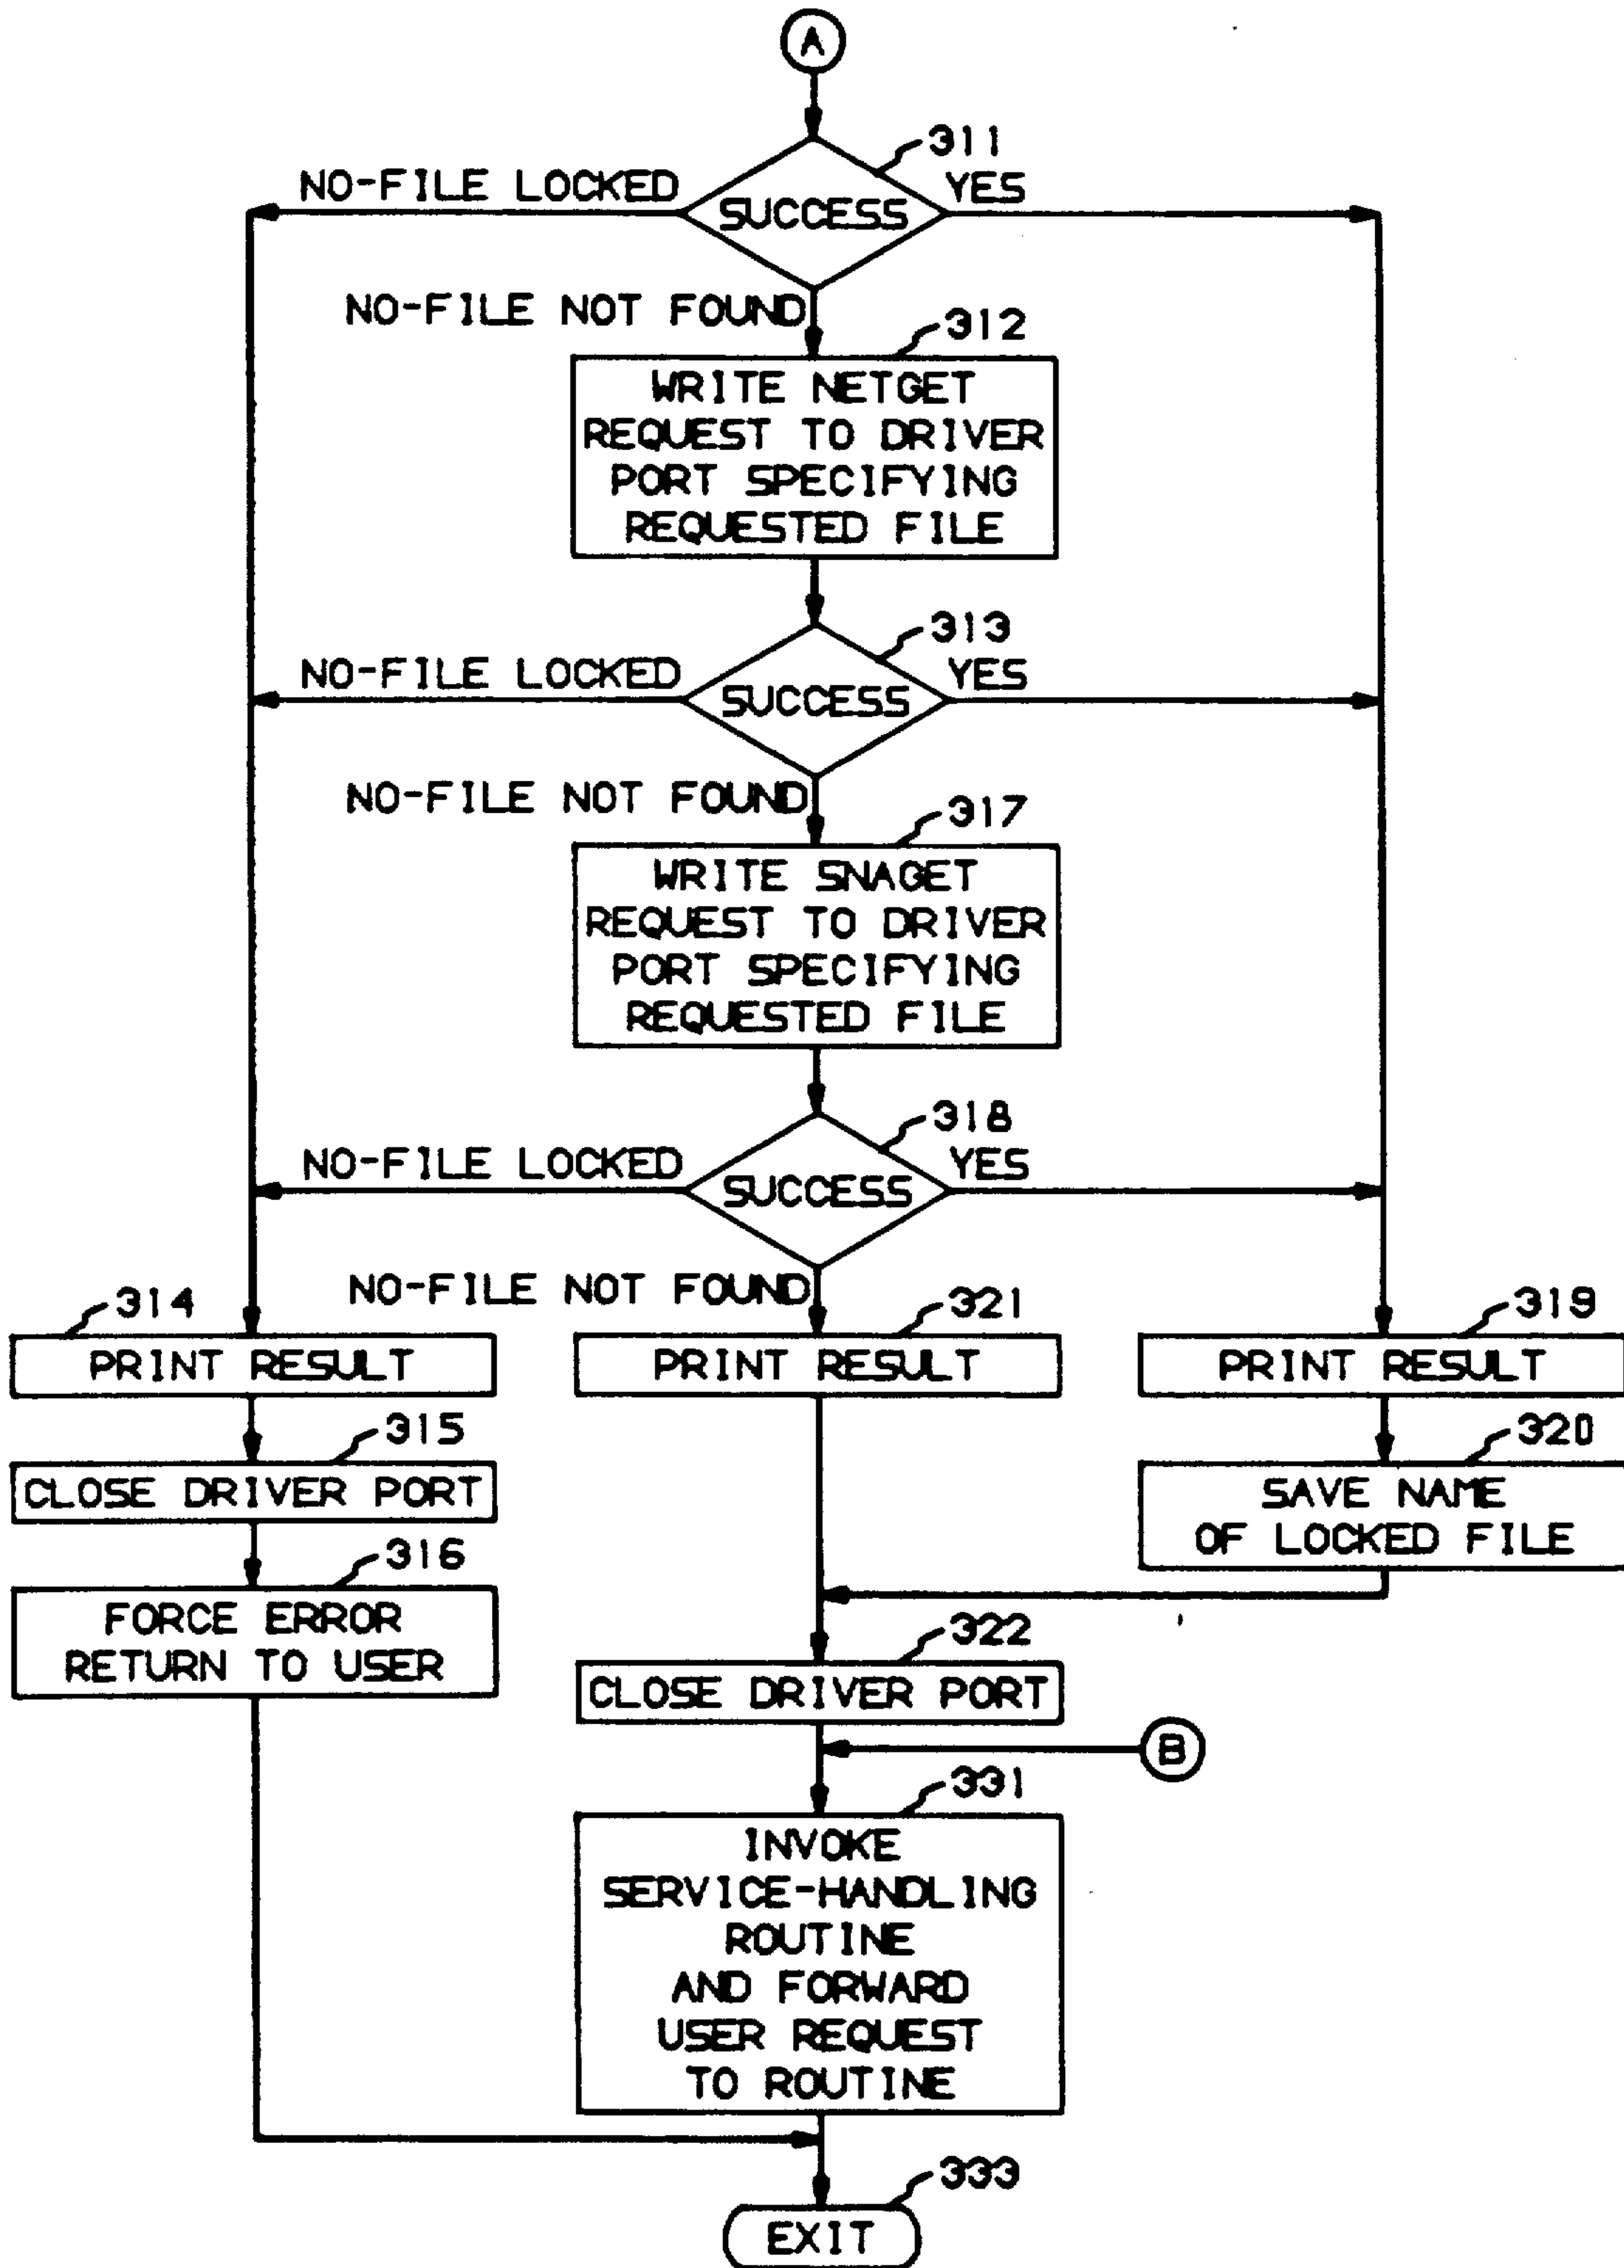 A
311
NO-FILE LOCKED
YES
SUCCESS
NO-FILE NOT FOUND
312
WRITE NETGET
REQUEST TO DRIVER
PORT SPECIFYING
REQUESTED FILE
313
NO-FILE LOCKED
YES
SUCCESS
NO-FILE NOT FOUND
317
WRITE SNAGET
REQUEST TO DRIVER
PORT SPECIFYING
REQUESTED FILE
318
NO-FILE LOCKED
YES
SUCCESS
NO-FILE NOT FOUND
314
PRINT RESULT
321
PRINT RESULT
319
PRINT RESULT
315
CLOSE DRIVER PORT
320
SAVE NAME
OF LOCKED FILE
316
FORCE ERROR
RETURN TO USER
322
CLOSE DRIVER PORT
B
331
INVOKE
SERVICE-HANDLING
ROUTINE
AND FORWARD
USER REQUEST
TO ROUTINE
333
EXIT